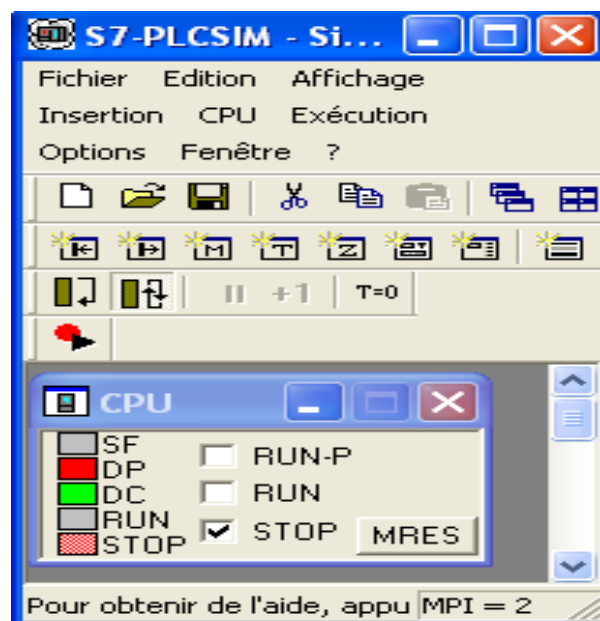 S7-PLCSIM - Si...
Fichier Edition Affichage
Insertion CPU Exécution
Options Fenêtre ?
M T Z
+1 T=0
CPU
SF
DP
DC
RUN
STOP
RUN-P
RUN
STOP MRES
Pour obtenir de l'aide, appu MPI = 2